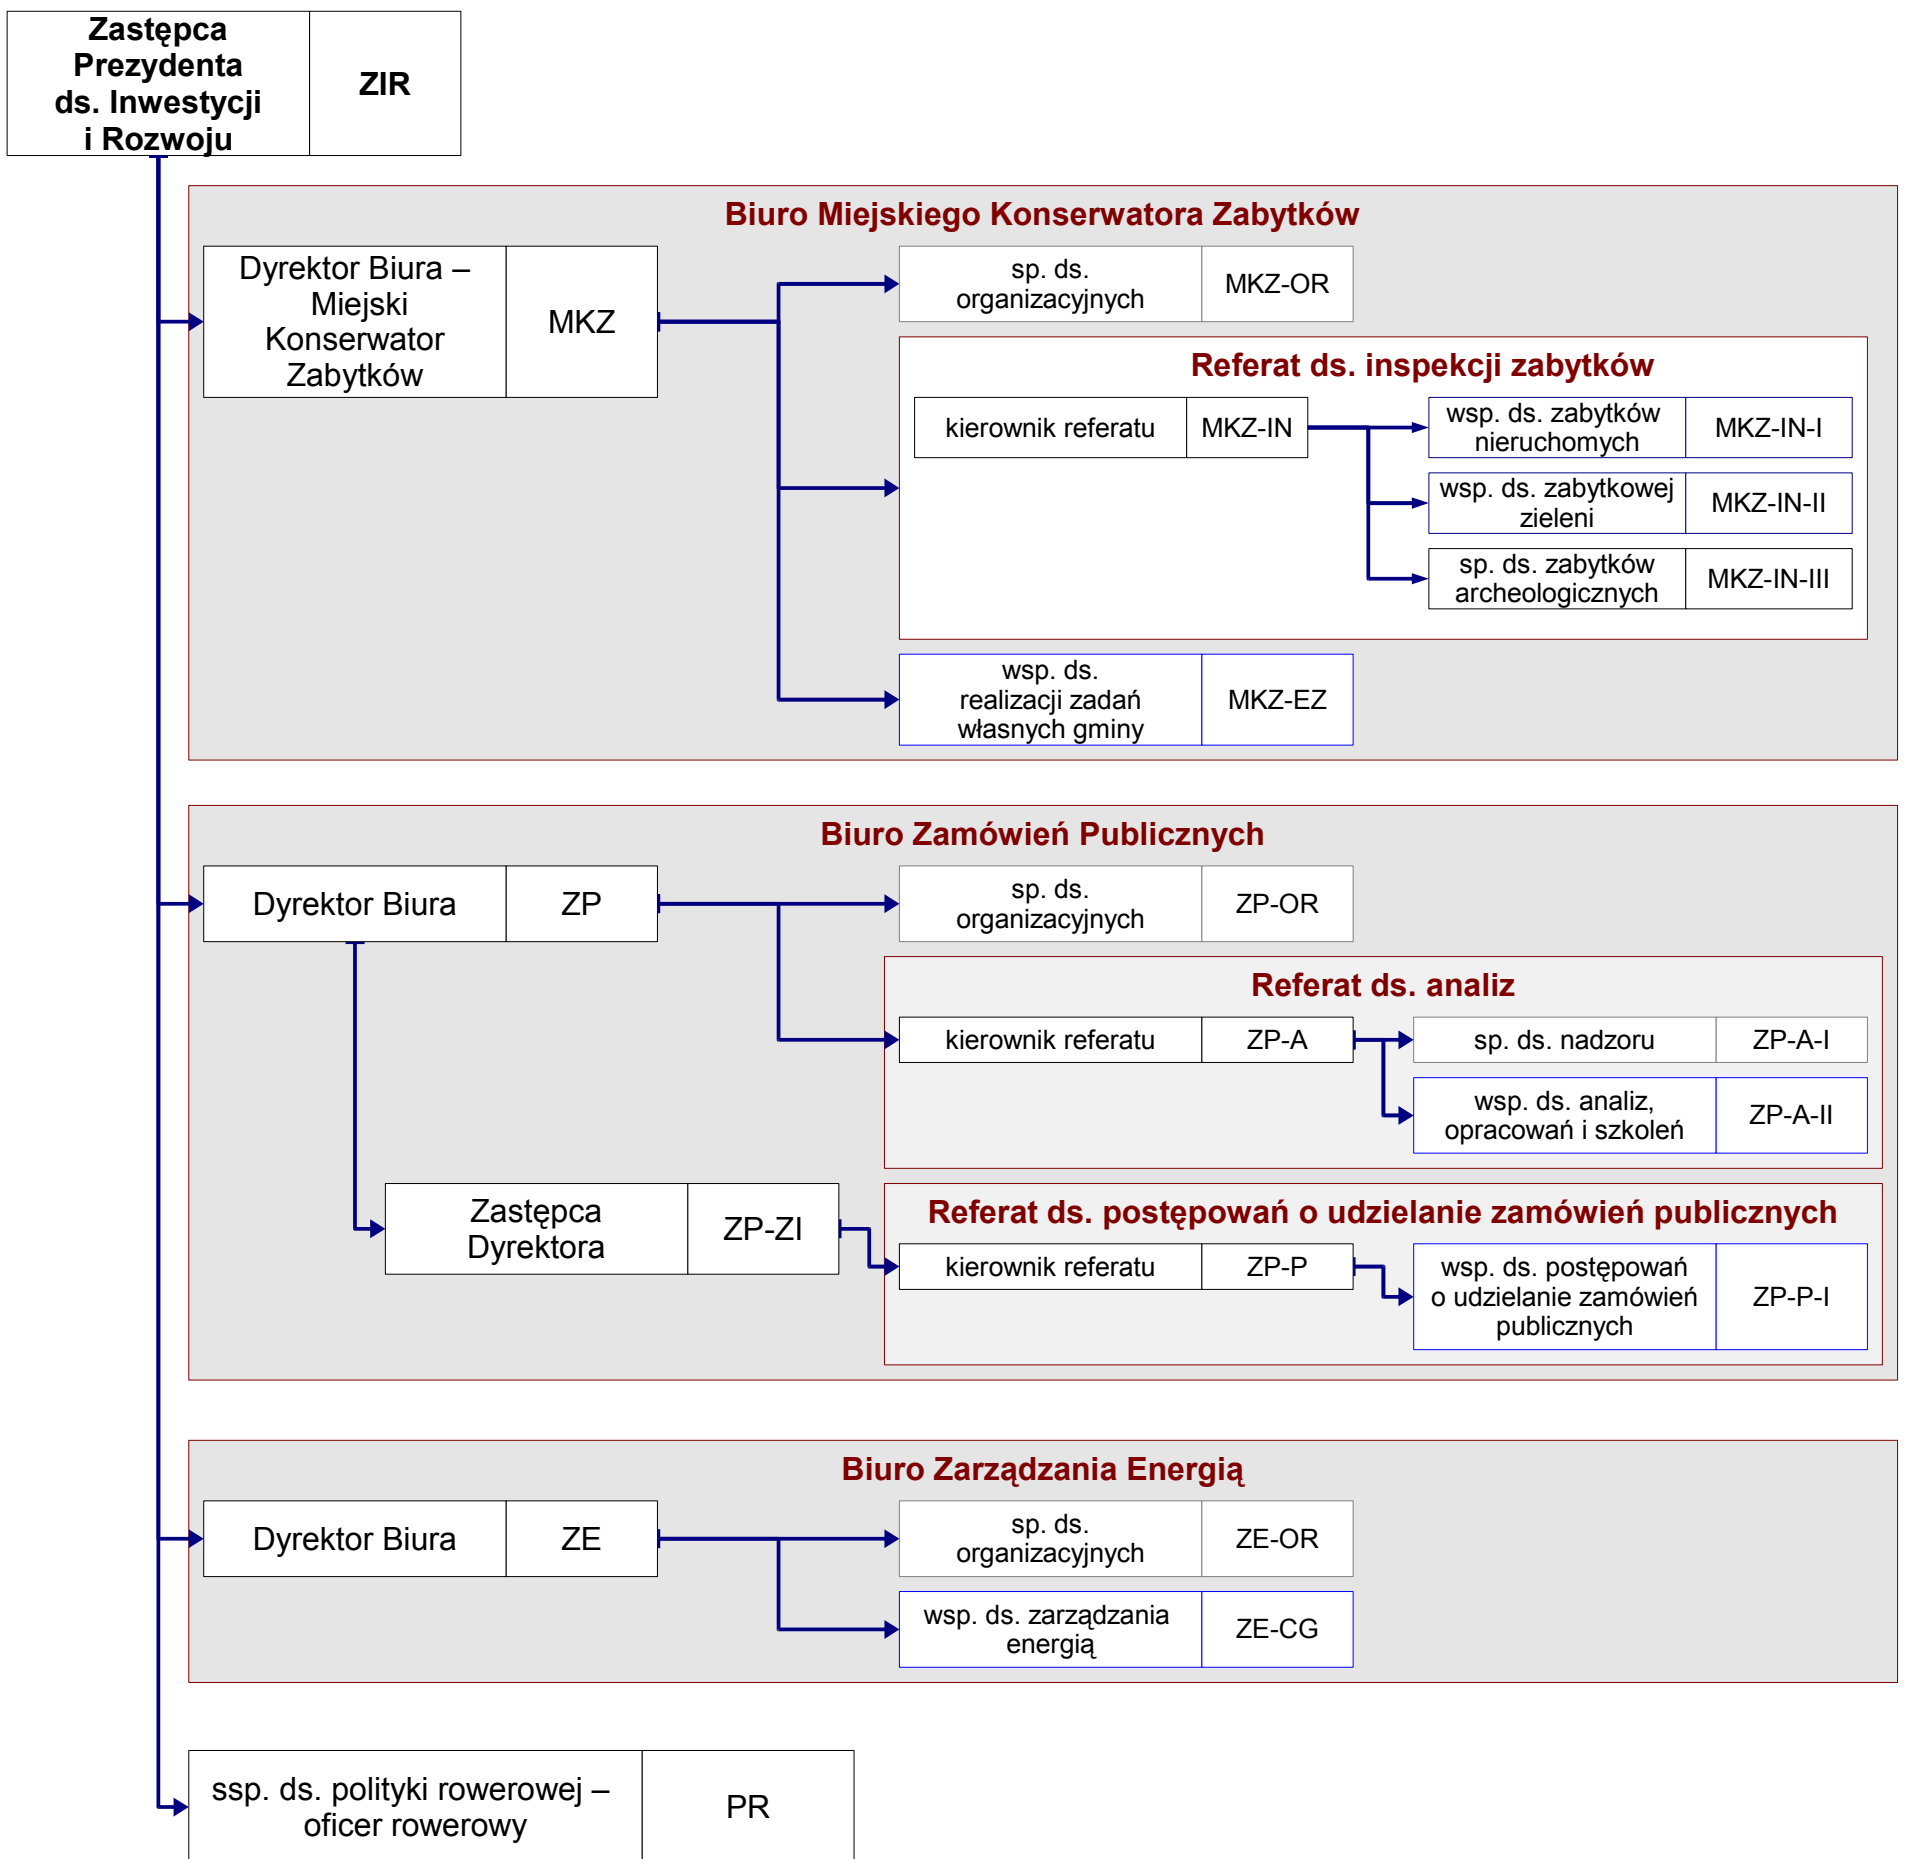 Zastępca
Prezydenta
ds. Inwestycji
i Rozwoju
ZIR
Biuro Miejskiego Konserwatora Zabytków
Dyrektor Biura –
Miejski
Konserwator
Zabytków
MKZ
sp. ds.
organizacyjnych
MKZ-OR
Referat ds. inspekcji zabytków
kierownik referatu
MKZ-IN
wsp. ds. zabytków
nieruchomych
MKZ-IN-I
wsp. ds. zabytkowej
zieleni
MKZ-IN-II
sp. ds. zabytków
archeologicznych
MKZ-IN-III
wsp. ds.
realizacji zadań
własnych gminy
MKZ-EZ
Biuro Zamówień Publicznych
Dyrektor Biura
ZP
sp. ds.
organizacyjnych
ZP-OR
Referat ds. analiz
kierownik referatu
ZP-A
sp. ds. nadzoru
ZP-A-I
wsp. ds. analiz,
opracowań i szkoleń
ZP-A-II
Zastępca
Dyrektora
ZP-ZI
Referat ds. postępowań o udzielanie zamówień publicznych
kierownik referatu
ZP-P
wsp. ds. postępowań
o udzielanie zamówień
publicznych
ZP-P-I
Biuro Zarządzania Energią
Dyrektor Biura
ZE
sp. ds.
organizacyjnych
ZE-OR
wsp. ds. zarządzania
energią
ZE-CG
ssp. ds. polityki rowerowej –
oficer rowerowy
PR